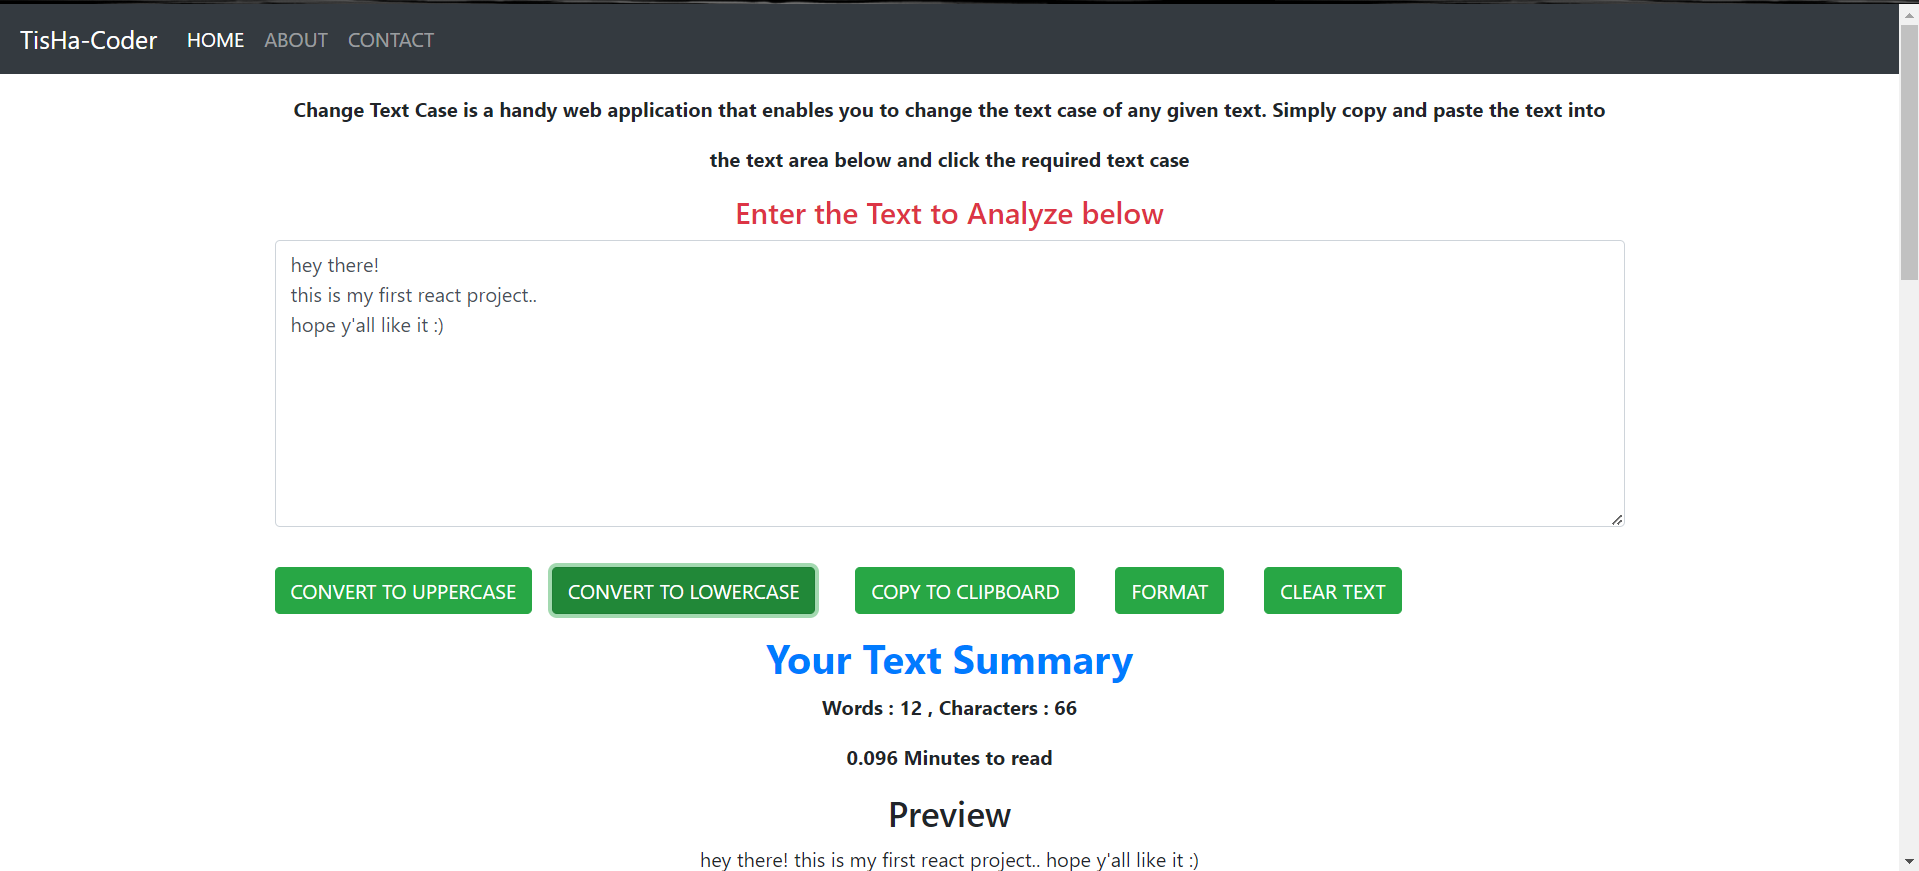 TisHa-Coder HOME ABOUT CONTACT
Change Text Case is a handy web application that enables you to change the text case of any given text. Simply copy and paste the text into
the text area below and click the required text case
Enter the Text to Analyze below
hey there!
this is my first react project..
hope y'all like it :)
CONVERT TO UPPERCASE CONVERT TO LOWERCASE COPY TO CLIPBOARD FORMAT CLEAR TEXT
Your Text Summary
Words : 12 , Characters : 66
0.096 Minutes to read
Preview
hey there! this is my first react project.. hope y'all like it :)